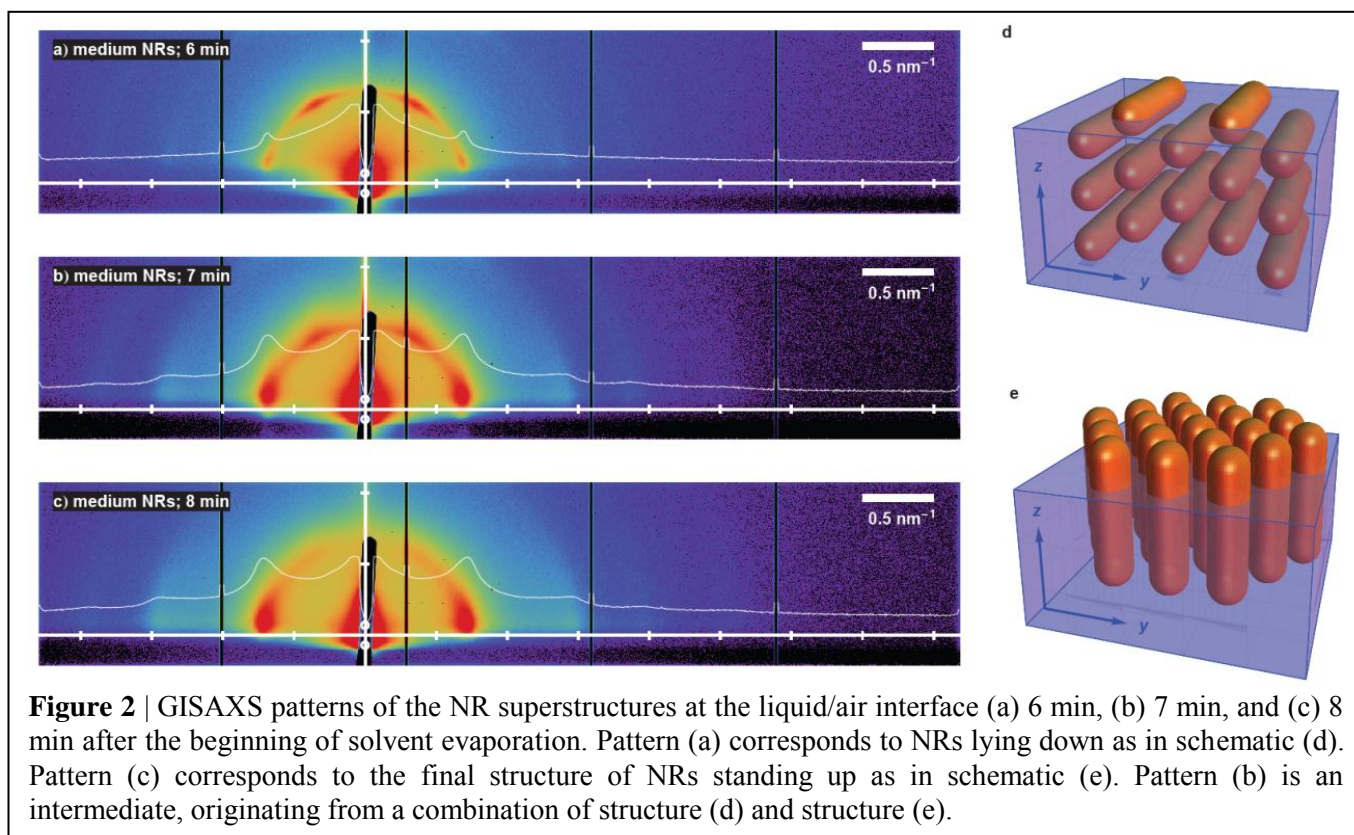 a) medium NRs; 6 min
0.5 nm⁻¹
b) medium NRs; 7 min
0.5 nm⁻¹
c) medium NRs; 8 min
0.5 nm⁻¹
d
z
y
e
z
y
Figure 2 | GISAXS patterns of the NR superstructures at the liquid/air interface (a) 6 min, (b) 7 min, and (c) 8
min after the beginning of solvent evaporation. Pattern (a) corresponds to NRs lying down as in schematic (d).
Pattern (c) corresponds to the final structure of NRs standing up as in schematic (e). Pattern (b) is an
intermediate, originating from a combination of structure (d) and structure (e).